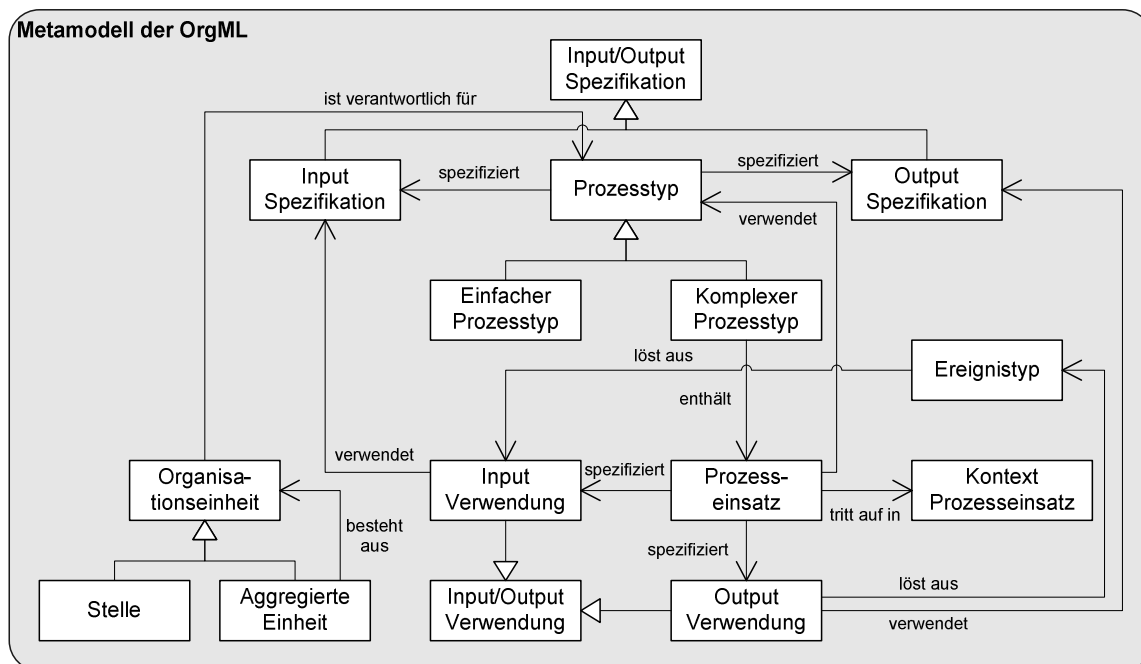 Metamodell der OrgML
Input/Output
Spezifikation
ist verantwortlich für
Input
Spezifikation
spezifiziert
Prozesstyp
spezifiziert
Output
Spezifikation
verwendet
Einfacher
Prozesstyp
Komplexer
Prozesstyp
löst aus
Ereignistyp
enthält
Organisa-
tionseinheit
verwendet
Input
Verwendung
spezifiziert
Prozess-
einsatz
tritt auf in
Kontext
Prozesseinsatz
besteht
aus
spezifiziert
Stelle
Aggregierte
Einheit
Input/Output
Verwendung
Output
Verwendung
löst aus
verwendet